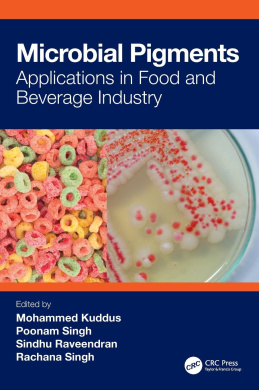 Microbial Pigments
Applications in Food and
Beverage Industry
Edited by
Mohammed Kuddus
Poonam Singh
Sindhu Raveendran
Rachana Singh
CRC
CRC Press
Taylor & Francis Group